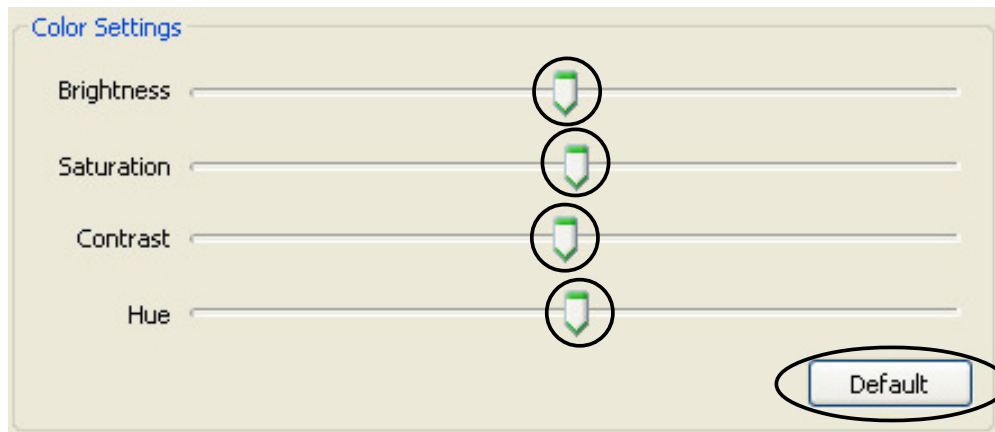 Color Settings
Brightness
Saturation
Contrast
Hue
Default